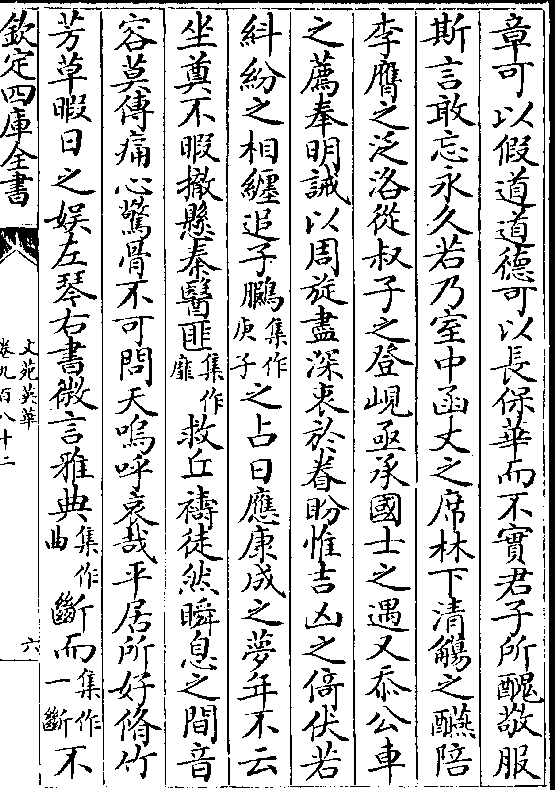 章可以假道道德可以長保華而不實君子所醜敬服
斯言敢忘永久若乃室中函丈之席林下清觴之醼陪
李膺之泛洛從叔子之登峴亟承國士之遇又忝公車
之薦奉明誡以周旋盡深衷於眷盼惟吉凶之倚伏若
糾紛之相纒追子鵩集作庚子之占日應康成之夢年不云
坐奠不暇撤懸秦醫匪集作靡救丘禱徒然瞬息之間音
容莫傳痛心驚骨不可問天嗚呼哀哉平居所好脩竹
芳草暇日之娱左琴右書微言雅典集作曲斷而集作一斷不
欽定四庫全書
文苑英華
卷九百八十二
六